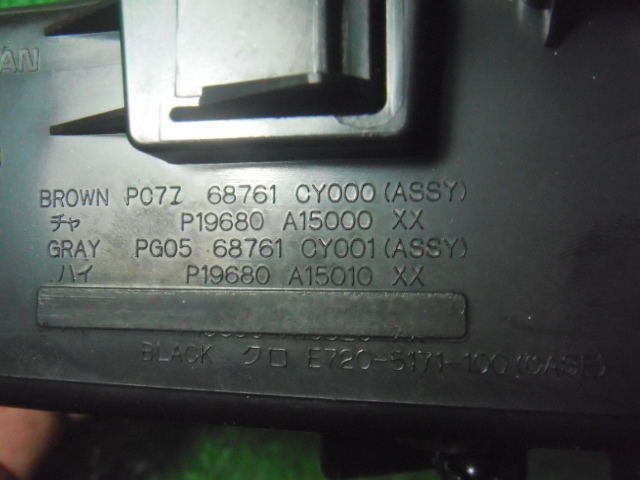 AN
BROWN PC7Z 68761 CY000 (ASSY)
チャ P19680 A15000 XX
GRAY PG05 68761 CY001 (ASSY)
ハイ P19680 A15010 XX
BLACK クロ E720-5171-100 (CASE)